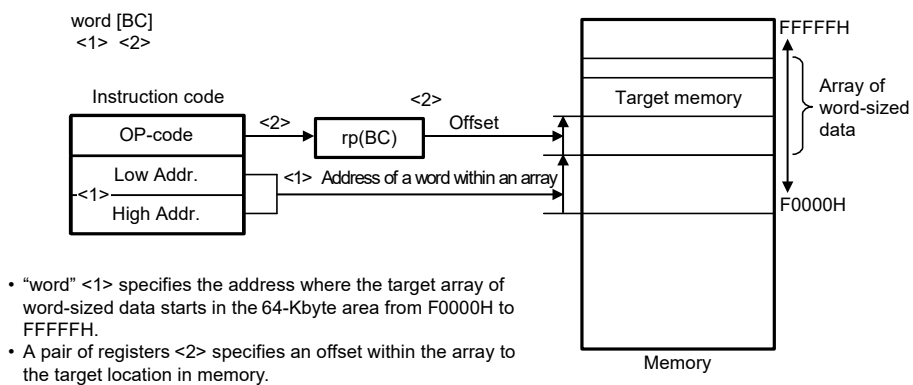 word [BC]
<1> <2>
FFFFFH
Instruction code
<2>
Target memory
Array of
word-sized
data
OP-code
<2>
rp(BC)
Offset
Low Addr.
<1>
<1> Address of a word within an array
High Addr.
F0000H
• “word” <1> specifies the address where the target array of
word-sized data starts in the 64-Kbyte area from F0000H to
FFFFFH.
• A pair of registers <2> specifies an offset within the array to
the target location in memory.
Memory